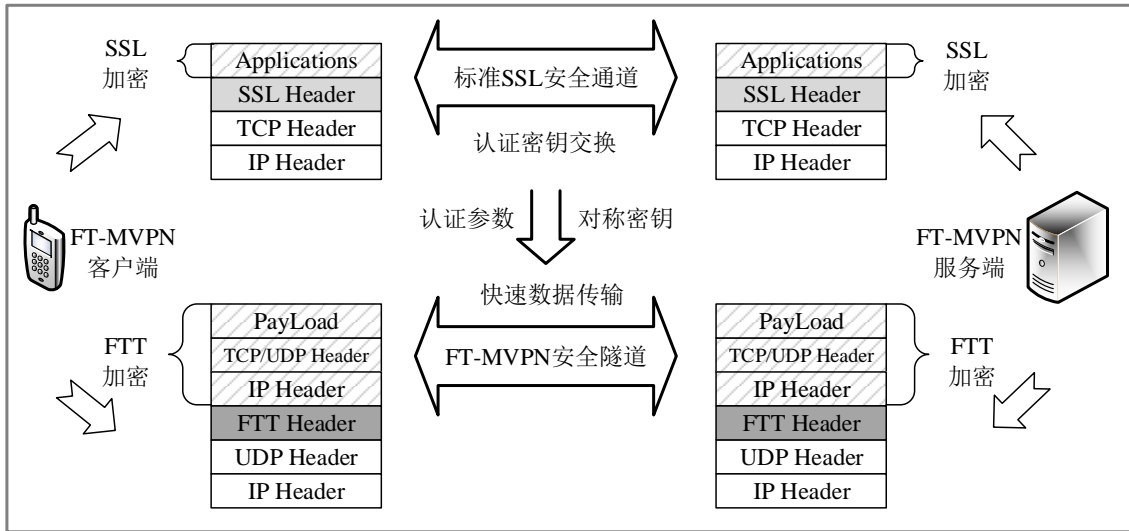 SSL
加密
Applications
SSL Header
TCP Header
IP Header
标准SSL安全通道
认证密钥交换
Applications
SSL Header
TCP Header
IP Header
SSL
加密
FT-MVPN
客户端
认证参数
对称密钥
FT-MVPN
服务端
快速数据传输
FTT
加密
PayLoad
TCP/UDP Header
IP Header
FTT Header
UDP Header
IP Header
FT-MVPN安全隧道
PayLoad
TCP/UDP Header
IP Header
FTT Header
UDP Header
IP Header
FTT
加密